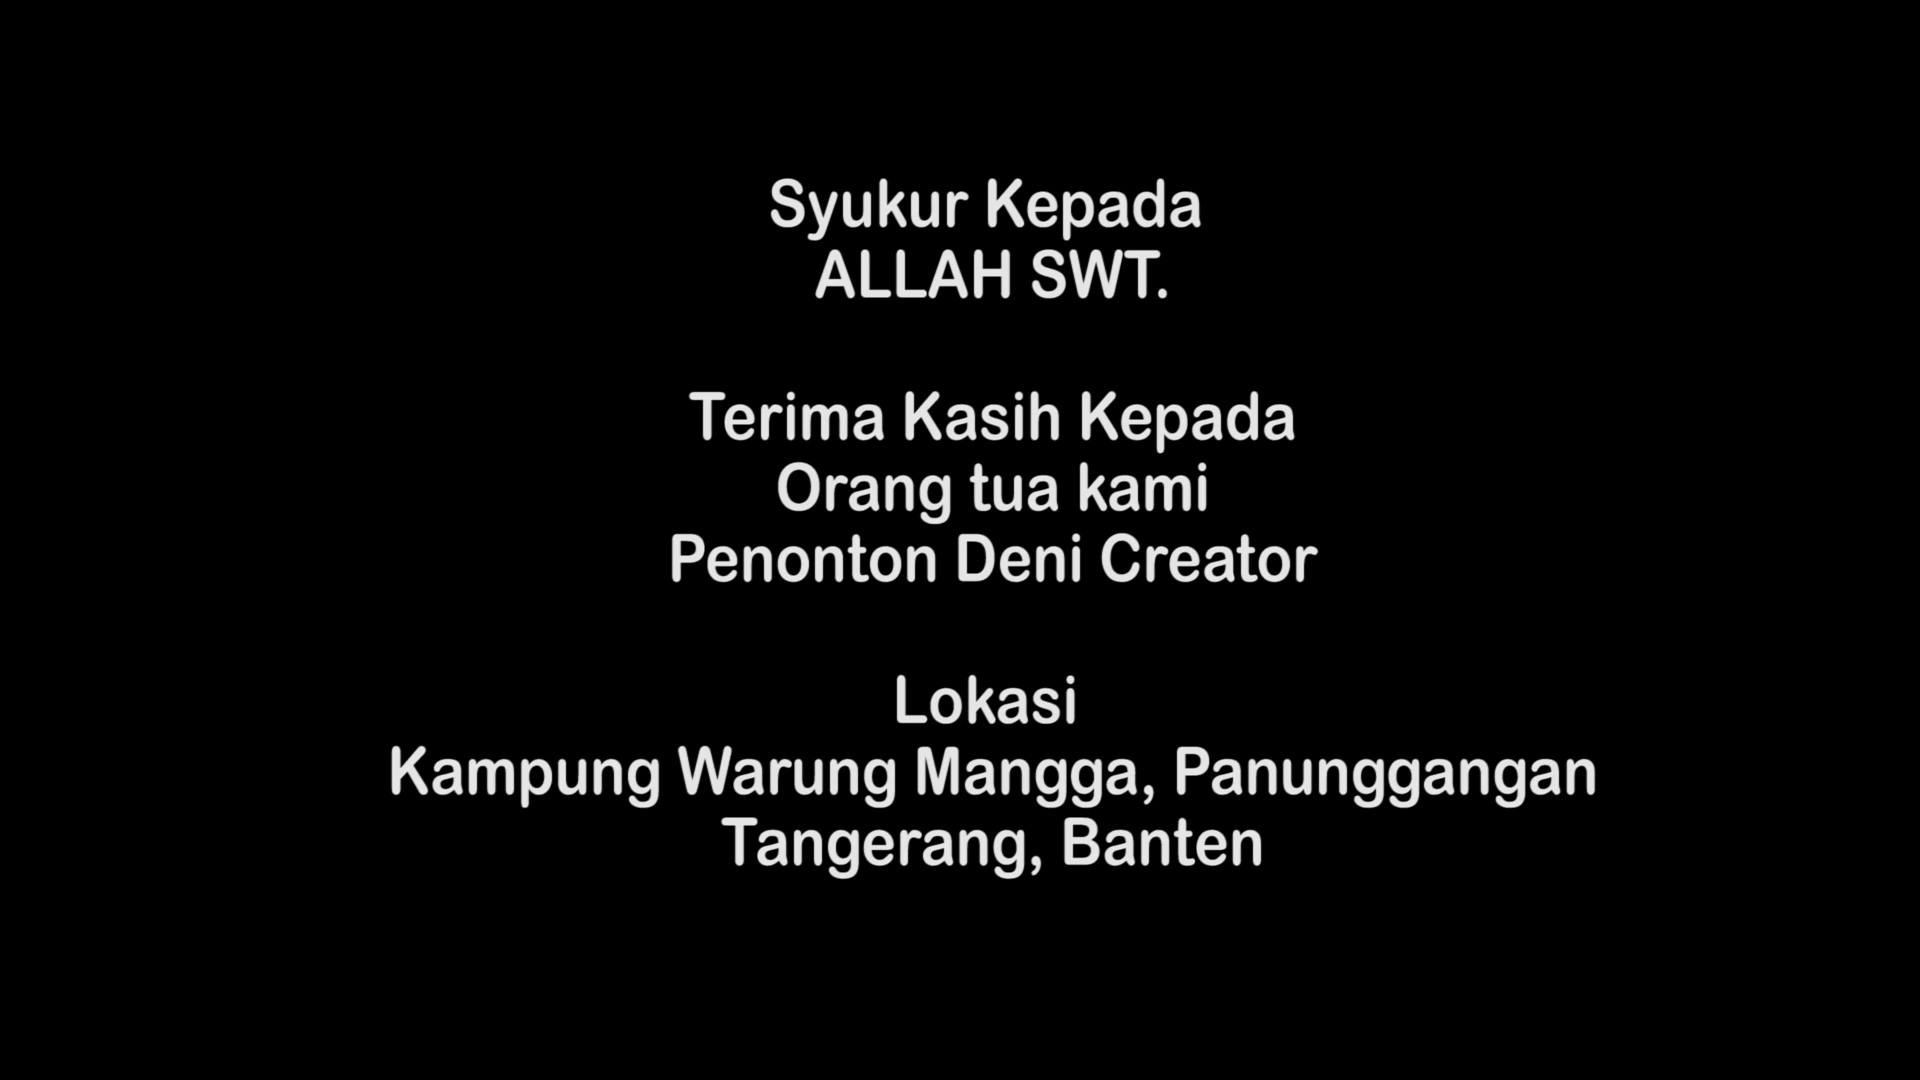 Syukur Kepada
ALLAH SWT.
Terima Kasih Kepada
Orang tua kami
Penonton Deni Creator
Lokasi
Kampung Warung Mangga, Panunggangan
Tangerang, Banten